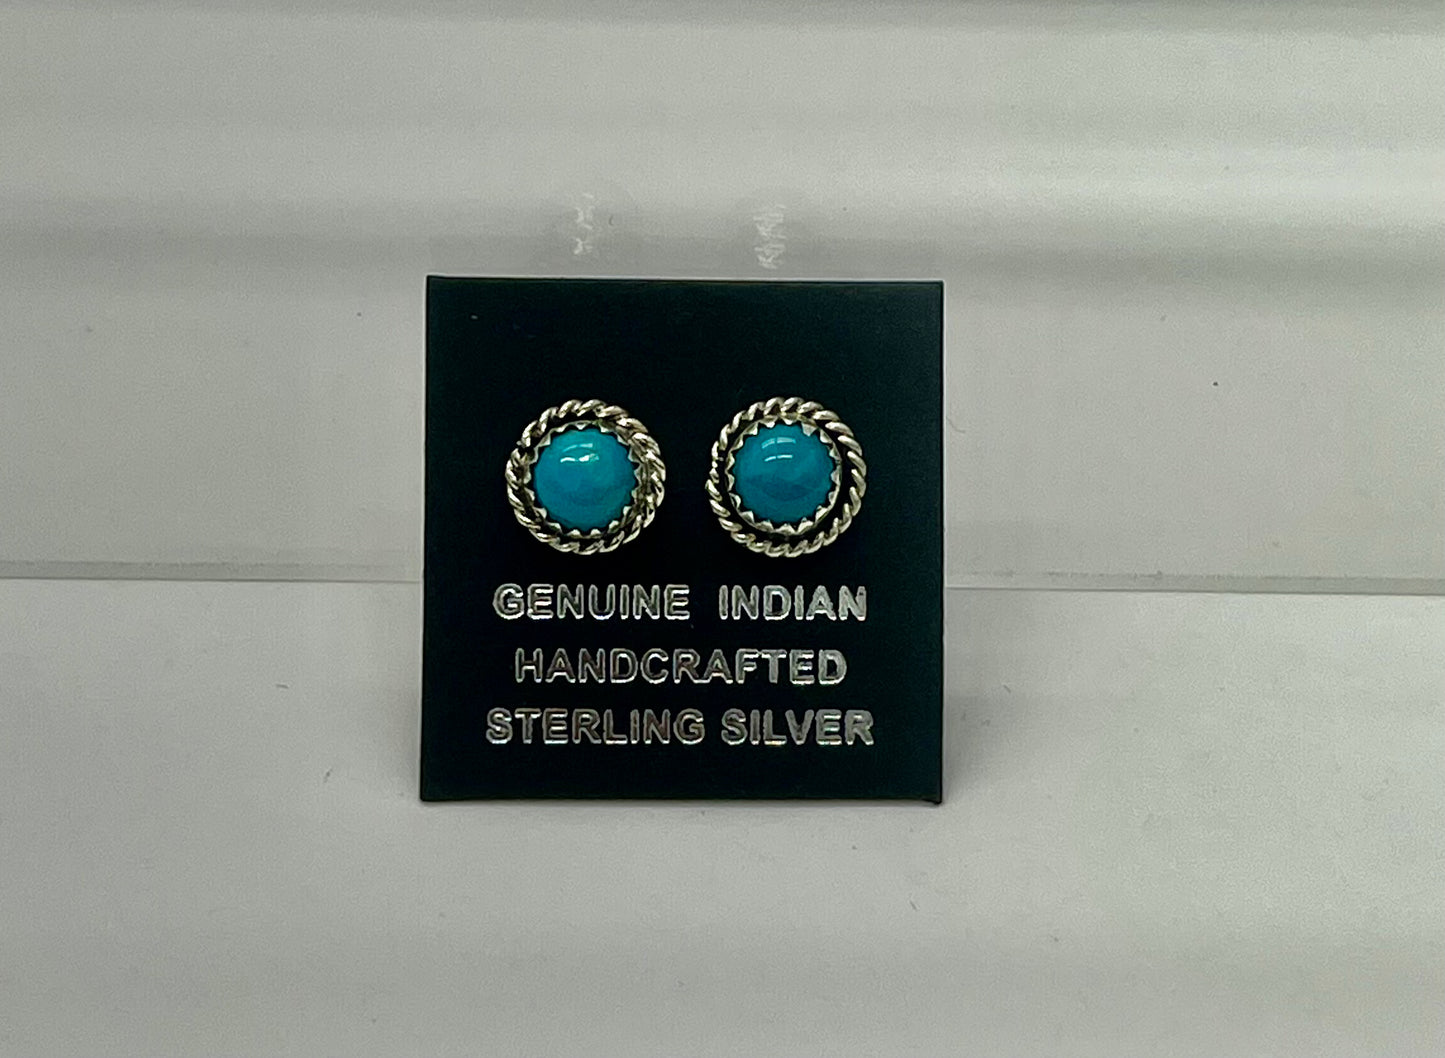 GENUINE INDIAN
HANDCRAFTED
STERLING SILVER